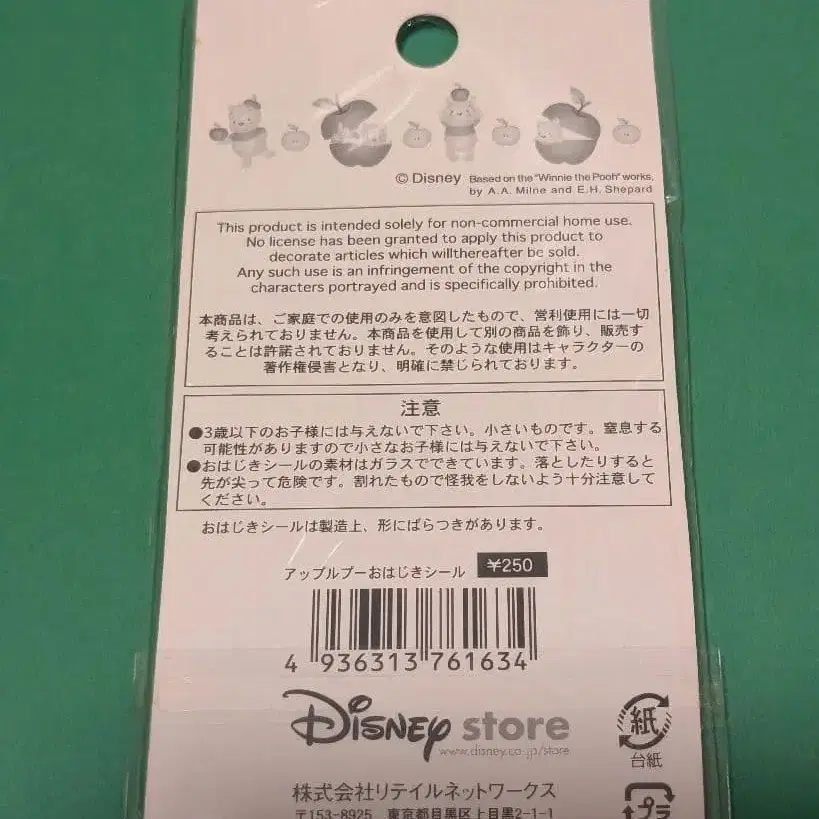 © Disney Based on the "Winnie the Pooh" works,
by A.A. Milne and E.H. Shepard
This product is intended solely for non-commercial home use.
No license has been granted to apply this product to
decorate articles which willthereafter be sold.
Any such use is an infringement of the copyright in the
characters portrayed and is specifically prohibited.
本商品は、ご家庭での使用のみを意図したもので、営利使用には一切
考えられておりません。本商品を使用して別の商品を飾り、販売す
ることは許諾されておりません。そのような使用はキャラクターの
著作権侵害となり、明確に禁じられております。
注意
●3歳以下のお子様には与えないで下さい。小さいものです。窒息する
可能性がありますので小さなお子様には与えないで下さい。
●おはじきシールの素材はガラスでできています。落としたりすると
先が尖って危険です。割れたもので怪我をしないよう十分注意して
ください。
おはじきシールは製造上、形にばらつきがあります。
アップルプーおはじきシール ¥250
4 936313 761634
Disney store
www.disney.co.jp/store
紙
台紙
株式会社リテイルネットワークス
〒153-8925 東京都目黒区上目黒2-1-1
プラ